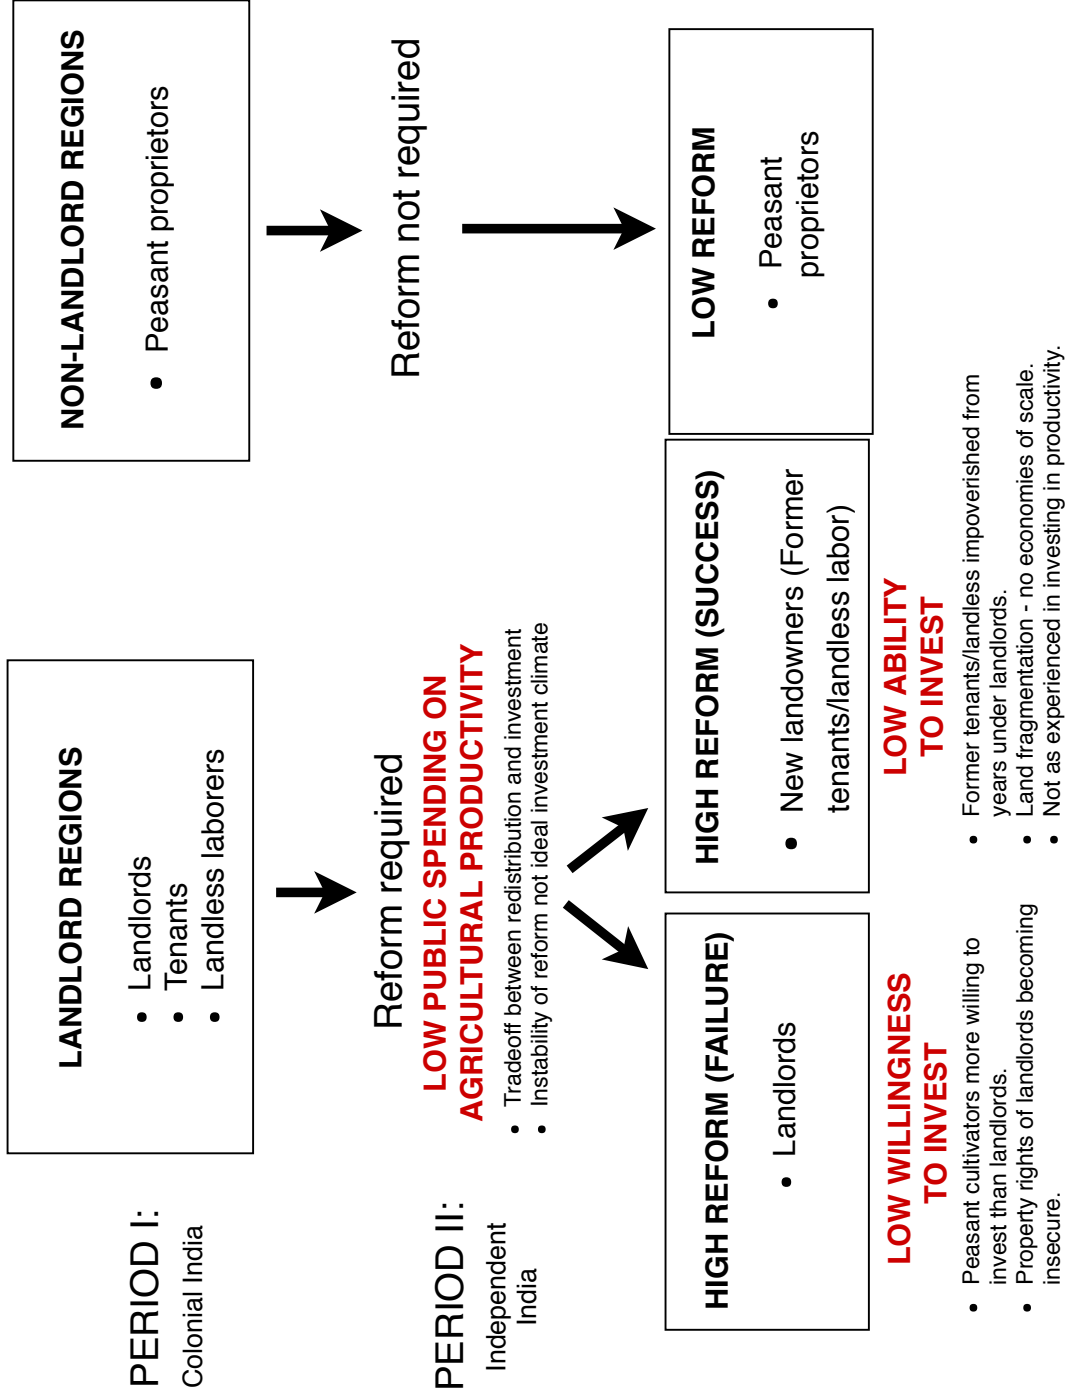 PERIOD I:
Colonial India
LANDLORD REGIONS
• Landlords
• Tenants
• Landless laborers
NON-LANDLORD REGIONS
• Peasant proprietors
PERIOD II:
Independent
India
Reform required
LOW PUBLIC SPENDING ON
AGRICULTURAL PRODUCTIVITY
• Tradeoff between redistribution and investment
• Instability of reform not ideal investment climate
Reform not required
HIGH REFORM (FAILURE)
• Landlords
LOW WILLINGNESS
TO INVEST
• Peasant cultivators more willing to
invest than landlords.
• Property rights of landlords becoming
insecure.
HIGH REFORM (SUCCESS)
• New landowners (Former
tenants/landless labor)
LOW ABILITY
TO INVEST
• Former tenants/landless impoverished from
years under landlords.
• Land fragmentation - no economies of scale.
• Not as experienced in investing in productivity.
LOW REFORM
• Peasant
proprietors